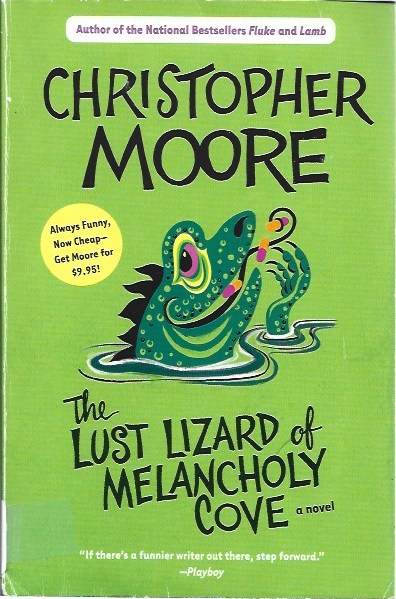 Author of the National Bestsellers Fluke and Lamb
CHRISTOPHER
MOORE
Always Funny,
Now Cheap—
Get Moore for
$9.95!
The
LUST LIZARD of
MELANCHOLY
COVE a novel
"If there's a funnier writer out there, step forward."
—Playboy